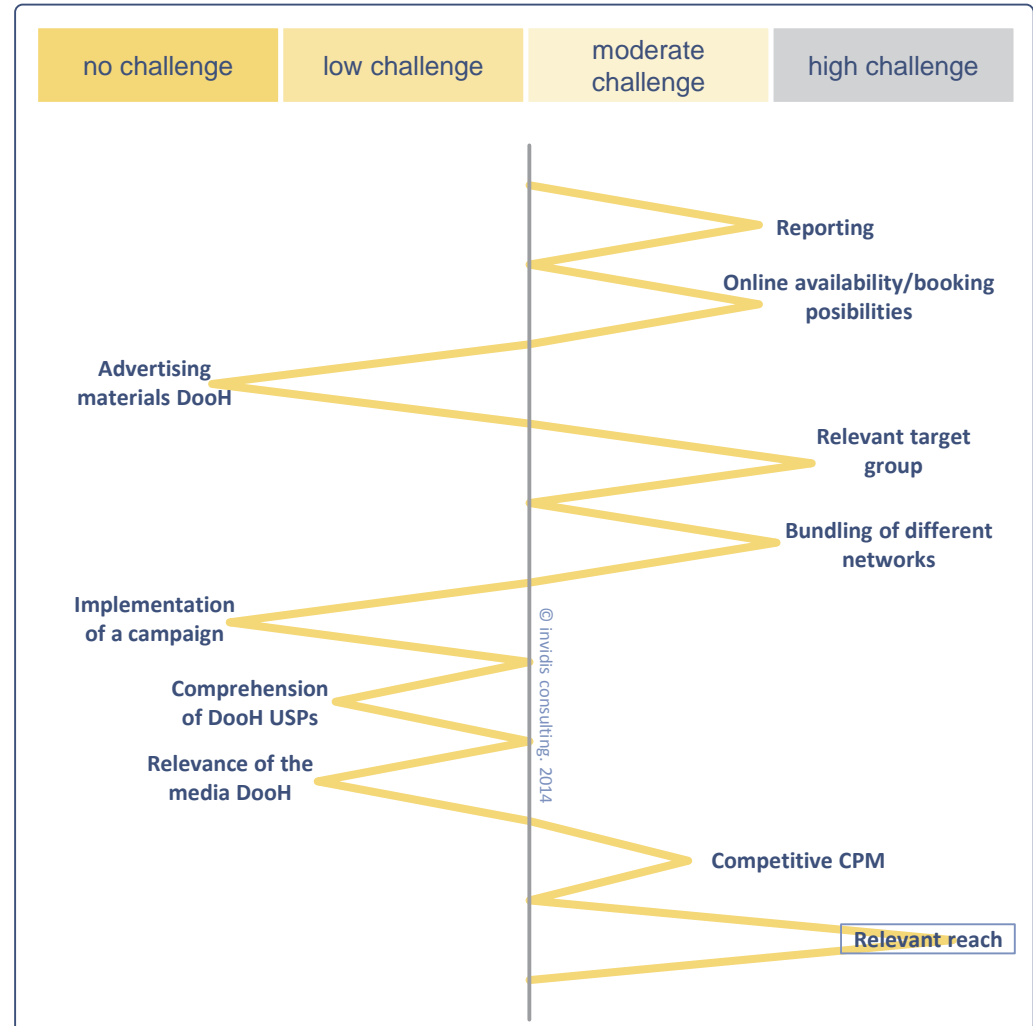 no challenge
low challenge
moderate
challenge
high challenge
Reporting
Online availability/booking
posibilities
Advertising
materials DooH
Relevant target
group
Bundling of different
networks
Implementation
of a campaign
© invidis consulting. 2014
Comprehension
of DooH USPs
Relevance of the
media DooH
Competitive CPM
Relevant reach